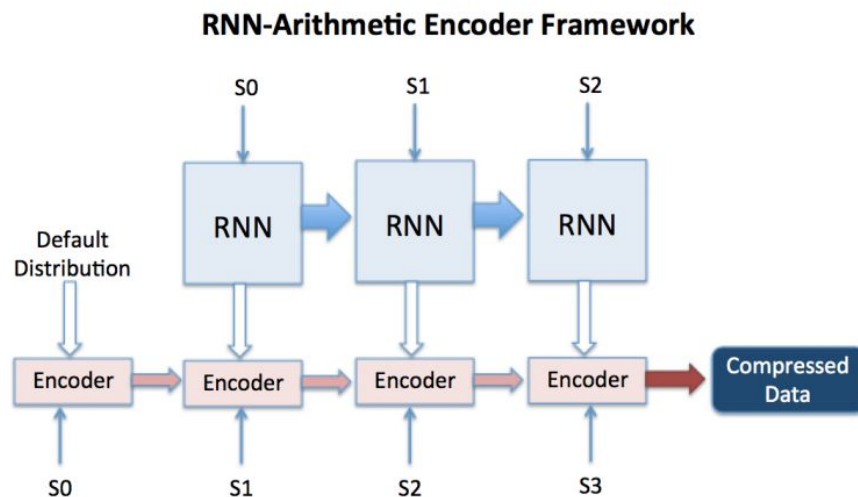 RNN-Arithmetic Encoder Framework
S0
S1
S2
RNN
RNN
RNN
Default
Distribution
Encoder
Encoder
Encoder
Encoder
Compressed
Data
S0
S1
S2
S3